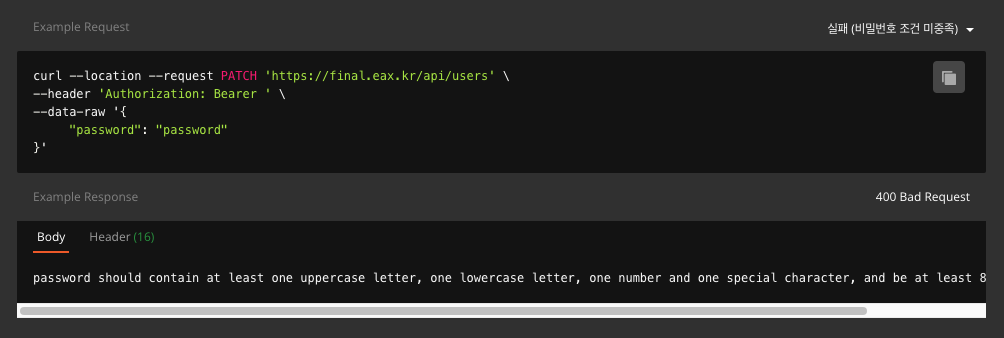 Example Request
실패 (비밀번호 조건 미중족)
curl --location --request PATCH 'https://final.eax.kr/api/users' \
--header 'Authorization: Bearer ' \
--data-raw '{
"password": "password"
}'
Example Response
400 Bad Request
Body
Header (16)
password should contain at least one uppercase letter, one lowercase letter, one number and one special character, and be at least 8